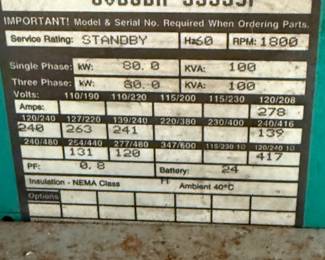 IMPORTANT! Model & Serial No. Required When Ordering Parts.
Service Rating: STANDBY Hz60 RPM: 1800
Single Phase: kW: 80.0 KVA: 100
Three Phase: kW: 80.0 KVA: 100
Volts: 110/190 110/220 115/200 115/230 120/208
Amps: 278
120/240 127/220 139/240 220/380 230/400 240/416
240 263 241 139
240/480 254/440 277/480 347/600 115/230 1O 120/240 1O
131 120 417
PF: 0.8 Battery: 24
Insulation - NEMA Class H Ambient 40°C
Options